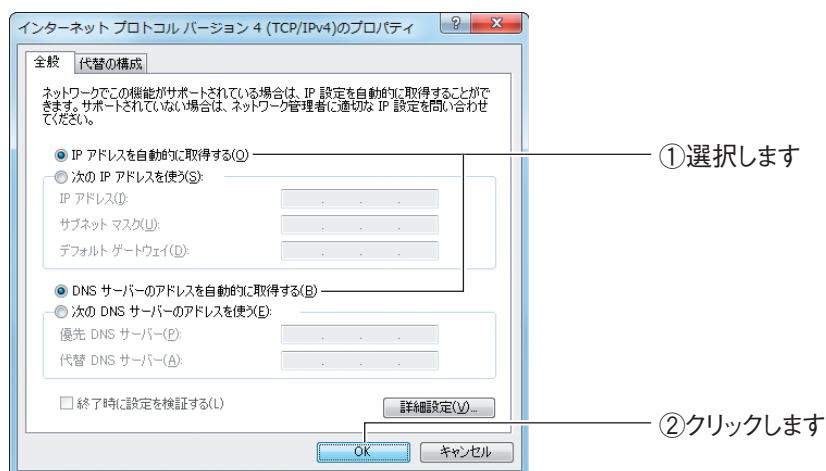 インターネット プロトコル バージョン 4 (TCP/IPv4)のプロパティ
全般
代替の構成
ネットワークでこの機能がサポートされている場合は、IP 設定を自動的に取得することがで
きます。サポートされていない場合は、ネットワーク管理者に適切な IP 設定を問い合わせ
てください。
IP アドレスを自動的に取得する(O)
①選択します
次の IP アドレスを使う(S):
IP アドレス(I):
サブネット マスク(U):
デフォルト ゲートウェイ(D):
DNS サーバーのアドレスを自動的に取得する(B)
次の DNS サーバーのアドレスを使う(E):
優先 DNS サーバー(P):
代替 DNS サーバー(A):
終了時に設定を検証する(L)
詳細設定(V)...
②クリックします
OK
キャンセル